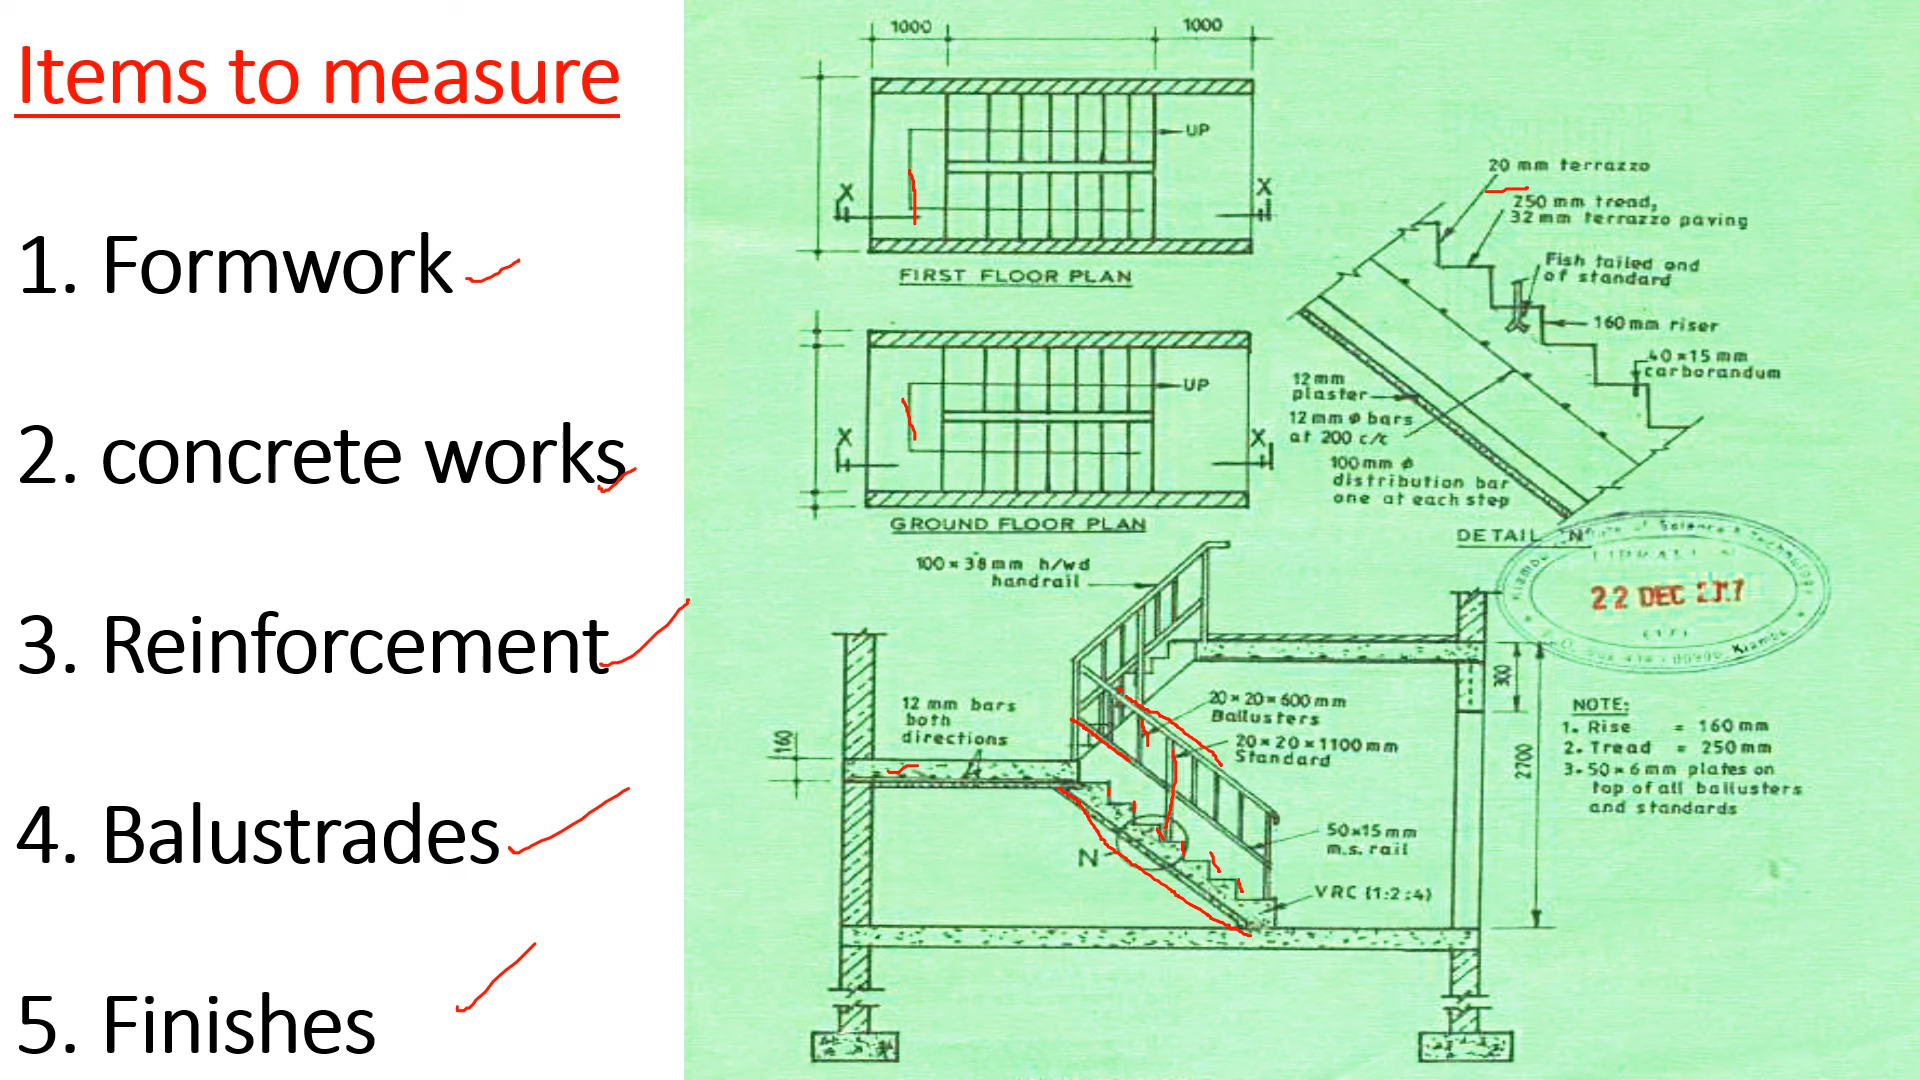 Items to measure
1. Formwork
2. concrete works
3. Reinforcement
4. Balustrades
5. Finishes
1000
1000
UP
X
X
FIRST FLOOR PLAN
UP
X
X
GROUND FLOOR PLAN
20 mm terrazzo
250 mm tread,
32 mm terrazzo paving
Fish tailed end
of standard
160 mm riser
40×15 mm
carborandum
12 mm
plaster
12 mm ø bars
at 200 c/c
100 mm ø
distribution bar
one at each step
DETAIL 'N'
of Science & Technology
22 DEC
Kiambu
100×38 mm h/wd
handrail
12 mm bars
both
directions
160
20×20×600 mm
Ballusters
20×20×1100 mm
Standard
50×15 mm
m.s. rail
N
VRC (1:2:4)
300
2700
NOTE:
1. Rise = 160 mm
2. Tread = 250 mm
3. 50×6 mm plates on
top of all ballusters
and standards